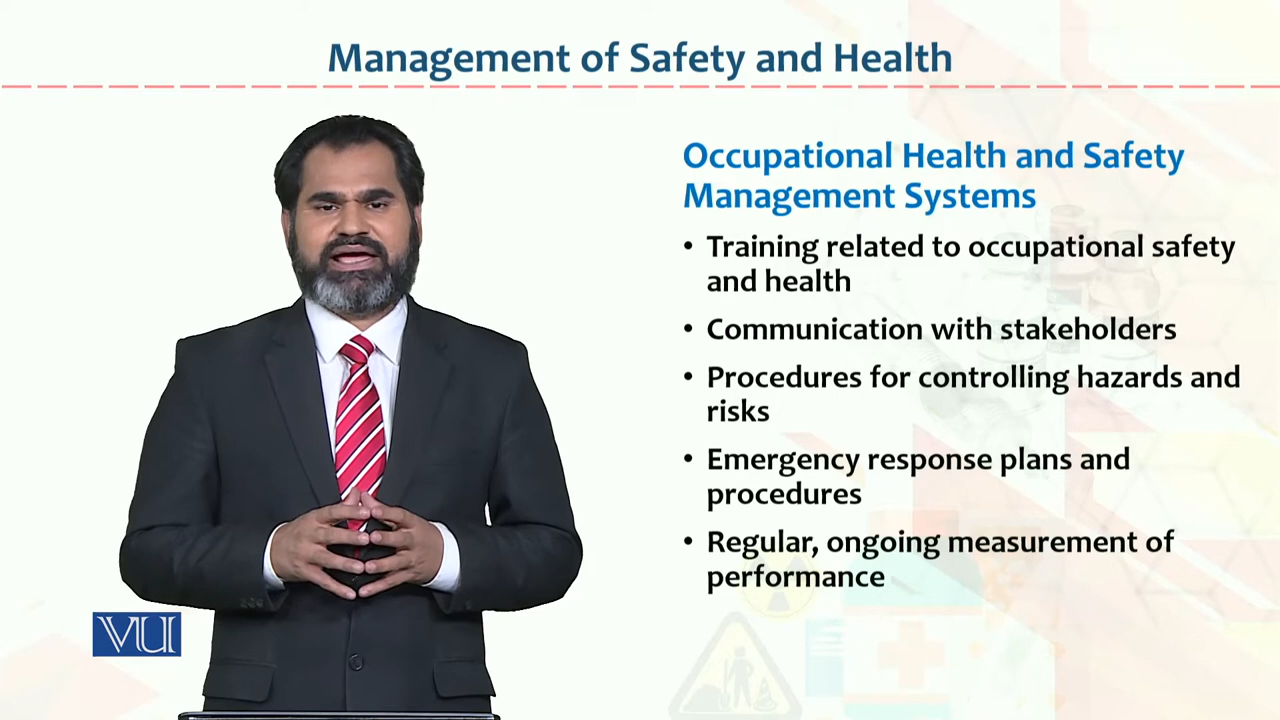 Management of Safety and Health
Occupational Health and Safety
Management Systems
• Training related to occupational safety
and health
• Communication with stakeholders
• Procedures for controlling hazards and
risks
• Emergency response plans and
procedures
• Regular, ongoing measurement of
performance
VU